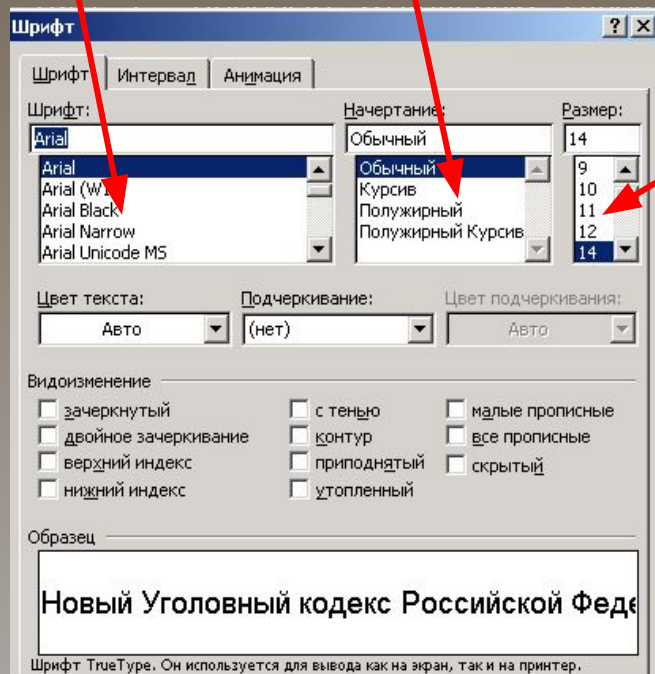 Шрифт
Шрифт Интервал Анимация
Шрифт: Начертание: Размер:
Arial Обычный 14
Arial Обычный 9
Arial (W1 Курсив 10
Arial Black Полужирный 11
Arial Narrow Полужирный Курсив 12
Arial Unicode MS 14
Цвет текста: Подчеркивание: Цвет подчеркивания:
Авто (нет) Авто
Видоизменение
зачеркнутый с тенью малые прописные
двойное зачеркивание контур все прописные
верхний индекс приподнятый скрытый
нижний индекс утопленный
Образец
Новый Уголовный кодекс Российской Феде
Шрифт TrueType. Он используется для вывода как на экран, так и на принтер.